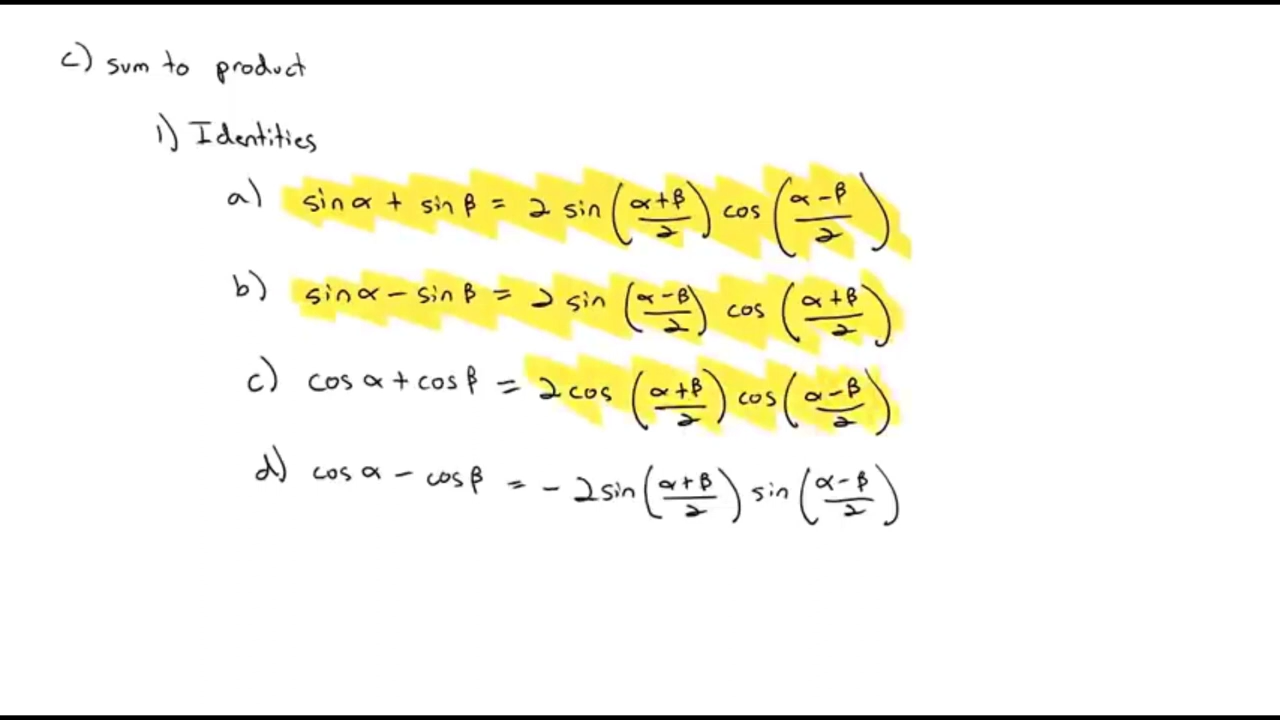 c) sum to product
1) Identities
a) sin α + sin β = 2 sin (α+β/2) cos (α-β/2)
b) sin α - sin β = 2 sin (α-β/2) cos (α+β/2)
c) cos α + cos β = 2 cos (α+β/2) cos (α-β/2)
d) cos α - cos β = - 2 sin (α+β/2) sin (α-β/2)